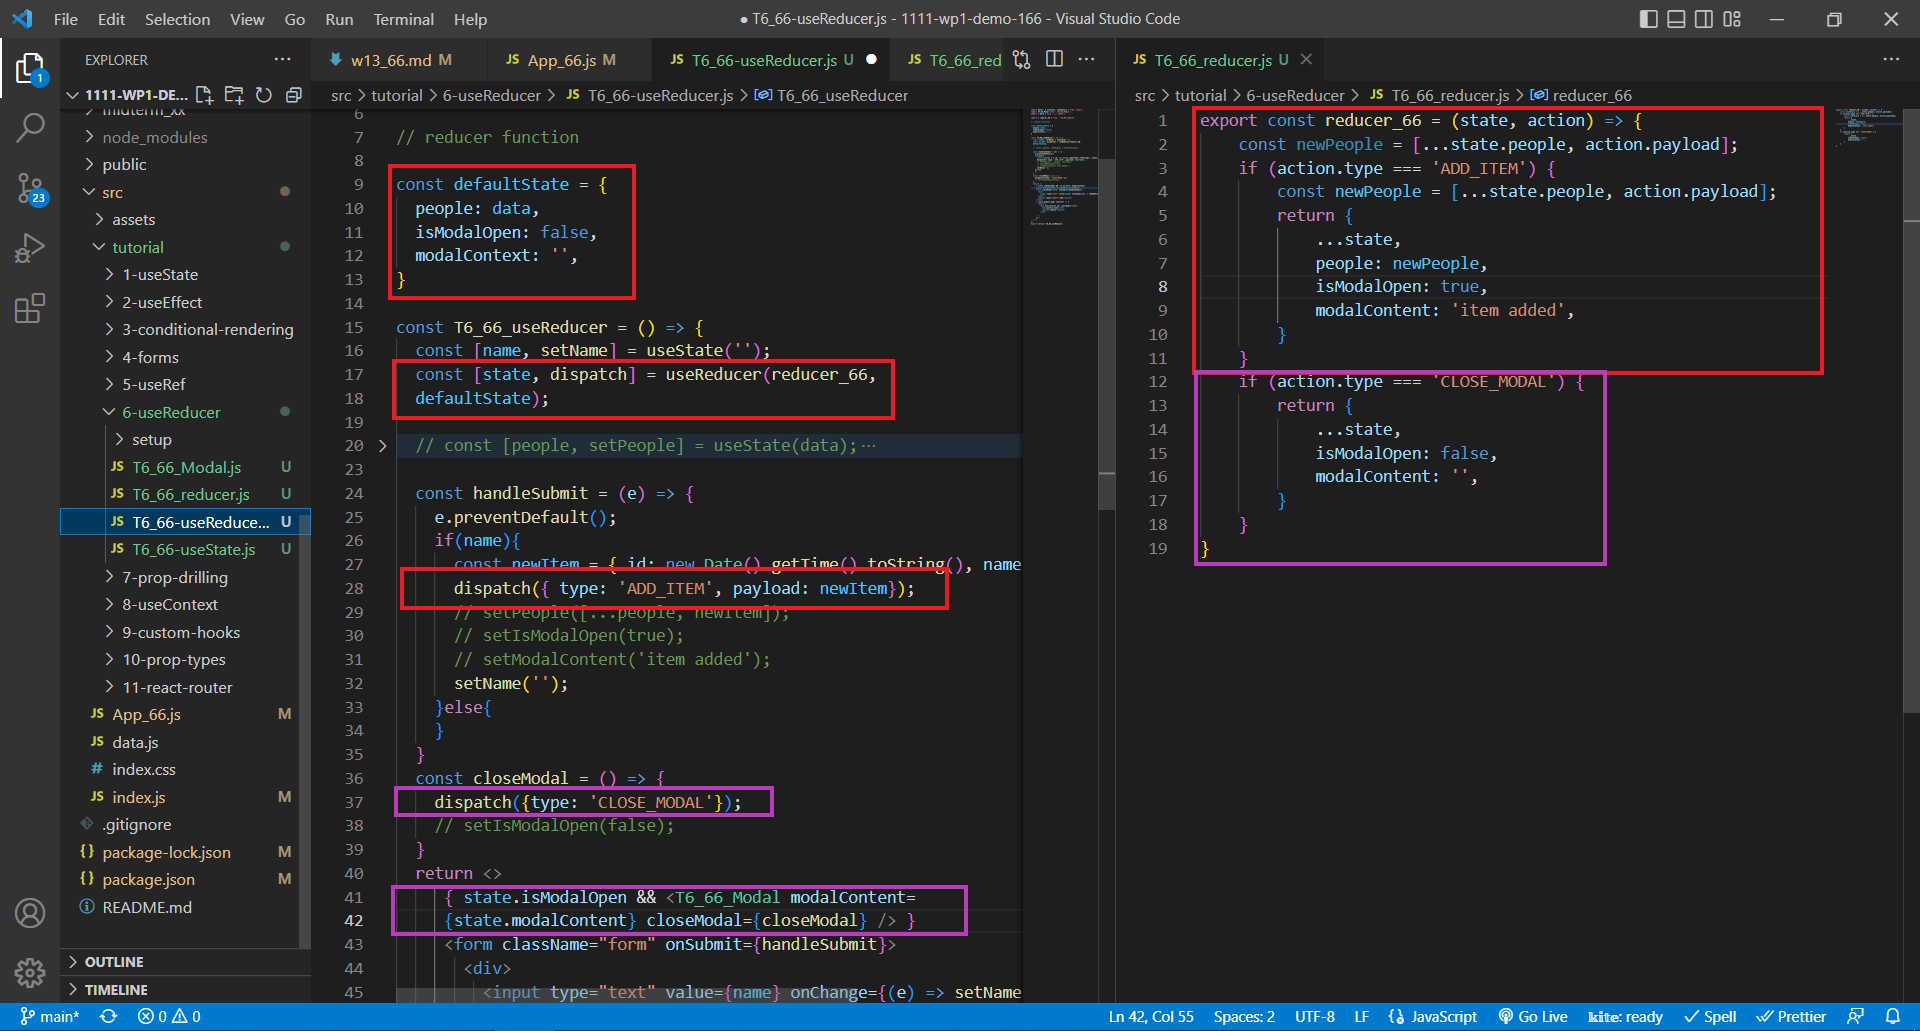 File Edit Selection View Go Run Terminal Help
● T6_66-useReducer.js - 1111-wp1-demo-166 - Visual Studio Code
EXPLORER
1111-WP1-DE...
midterm_xx
node_modules
public
src
assets
tutorial
1-useState
2-useEffect
3-conditional-rendering
4-forms
5-useRef
6-useReducer
setup
JS T6_66_Modal.js U
JS T6_66_reducer.js U
JS T6_66-useReduce... U
JS T6_66-useState.js U
7-prop-drilling
8-useContext
9-custom-hooks
10-prop-types
11-react-router
JS App_66.js M
JS data.js
# index.css
JS index.js M
.gitignore
{} package-lock.json M
{} package.json M
README.md
OUTLINE
TIMELINE
1
23
w13_66.md M
JS App_66.js M
JS T6_66-useReducer.js U ●
JS T6_66_red
src > tutorial > 6-useReducer > JS T6_66-useReducer.js > T6_66_useReducer
6
7 // reducer function
8
9 const defaultState = {
10 people: data,
11 isModalOpen: false,
12 modalContext: '',
13 }
14
15 const T6_66_useReducer = () => {
16 const [name, setName] = useState('');
17 const [state, dispatch] = useReducer(reducer_66,
18 defaultState);
19
20 // const [people, setPeople] = useState(data);…
23
24 const handleSubmit = (e) => {
25 e.preventDefault();
26 if(name){
27 const newItem = { id: new Date().getTime().toString(), name
28 dispatch({ type: 'ADD_ITEM', payload: newItem});
29 // setPeople([...people, newItem]);
30 // setIsModalOpen(true);
31 // setModalContent('item added');
32 setName('');
33 }else{
34 }
35 }
36 const closeModal = () => {
37 dispatch({type: 'CLOSE_MODAL'});
38 // setIsModalOpen(false);
39 }
40 return <>
41 { state.isModalOpen && <T6_66_Modal modalContent=
42 {state.modalContent} closeModal={closeModal} /> }
43 <form className="form" onSubmit={handleSubmit}>
44 <div>
45 <input type="text" value={name} onChange={(e) => setName
JS T6_66_reducer.js U
src > tutorial > 6-useReducer > JS T6_66_reducer.js > reducer_66
1 export const reducer_66 = (state, action) => {
2 const newPeople = [...state.people, action.payload];
3 if (action.type === 'ADD_ITEM') {
4 const newPeople = [...state.people, action.payload];
5 return {
6 ...state,
7 people: newPeople,
8 isModalOpen: true,
9 modalContent: 'item added',
10 }
11 }
12 if (action.type === 'CLOSE_MODAL') {
13 return {
14 ...state,
15 isModalOpen: false,
16 modalContent: '',
17 }
18 }
19 }
main* 0 0
Ln 42, Col 55 Spaces: 2 UTF-8 LF {} JavaScript Go Live kite: ready Spell Prettier